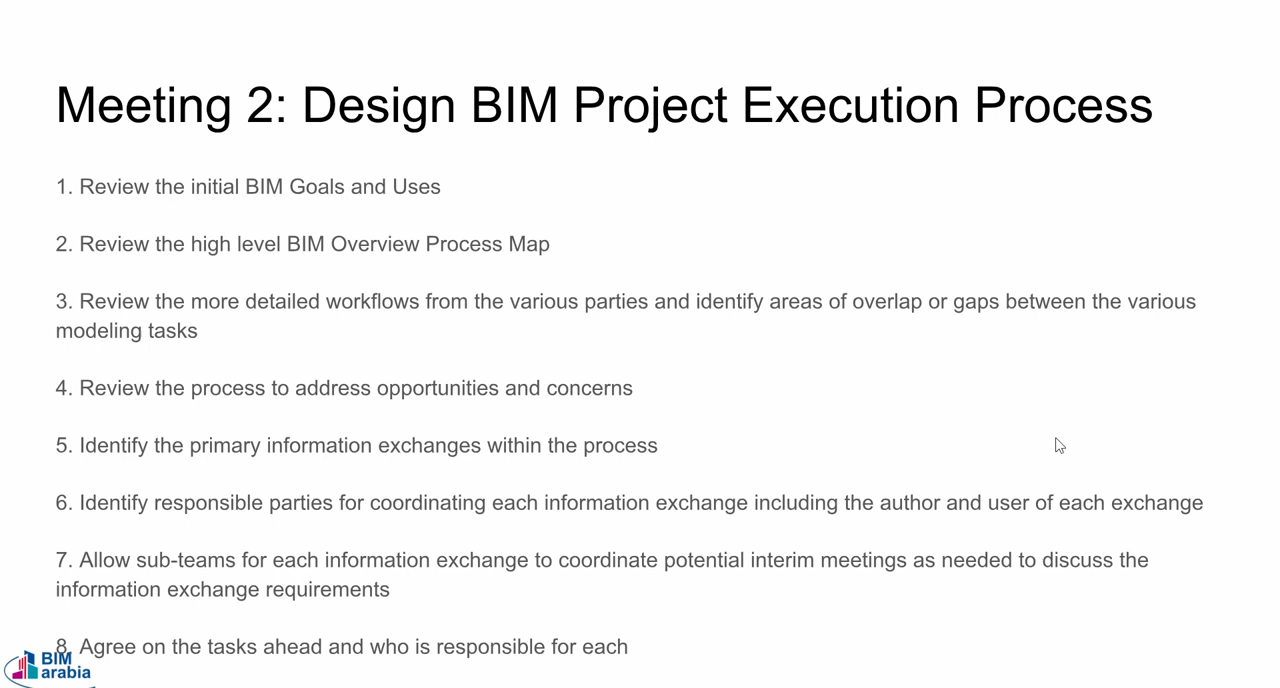 Meeting 2: Design BIM Project Execution Process
1. Review the initial BIM Goals and Uses
2. Review the high level BIM Overview Process Map
3. Review the more detailed workflows from the various parties and identify areas of overlap or gaps between the various
modeling tasks
4. Review the process to address opportunities and concerns
5. Identify the primary information exchanges within the process
6. Identify responsible parties for coordinating each information exchange including the author and user of each exchange
7. Allow sub-teams for each information exchange to coordinate potential interim meetings as needed to discuss the
information exchange requirements
8. Agree on the tasks ahead and who is responsible for each
BIM
arabia